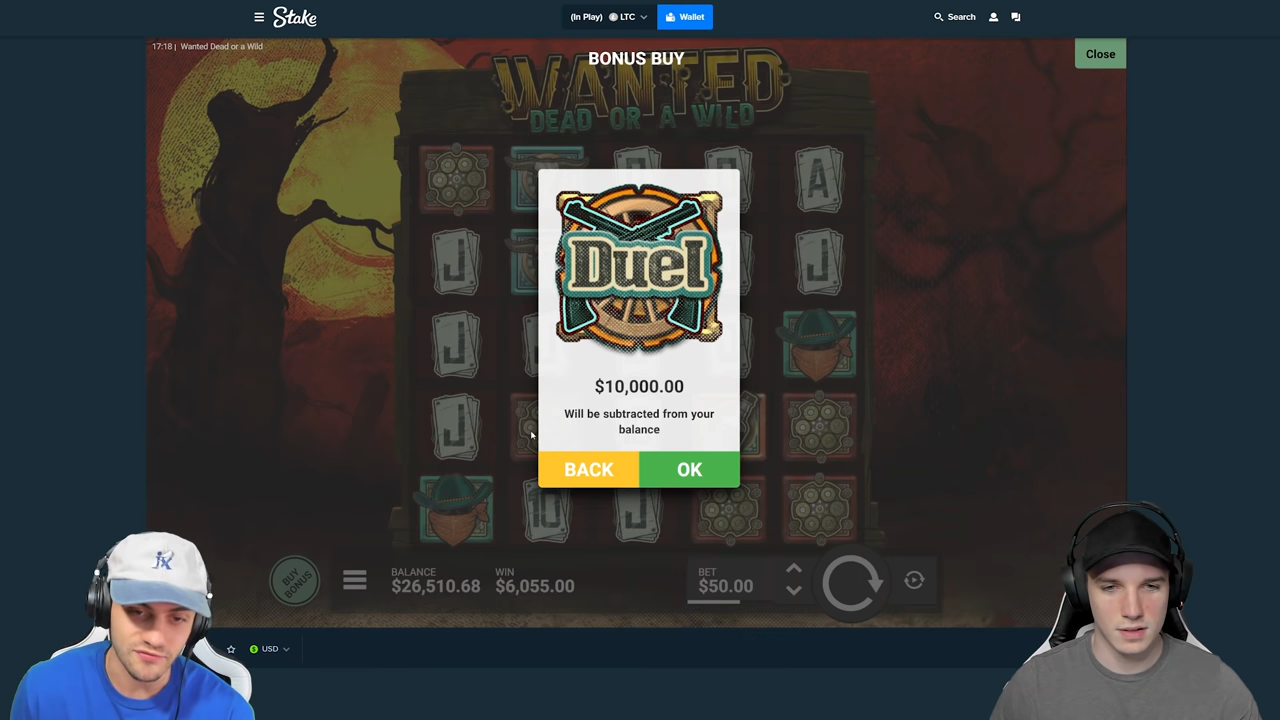 Stake
(In Play) LTC
Wallet
Search
17:18 | Wanted Dead or a Wild
BONUS BUY
Close
WANTED
DEAD OR A WILD
A
J
J
J
J
10
J
Duel
$10,000.00
Will be subtracted from your
balance
BACK
OK
BUY
BONUS
BALANCE
$26,510.68
WIN
$6,055.00
BET
$50.00
USD